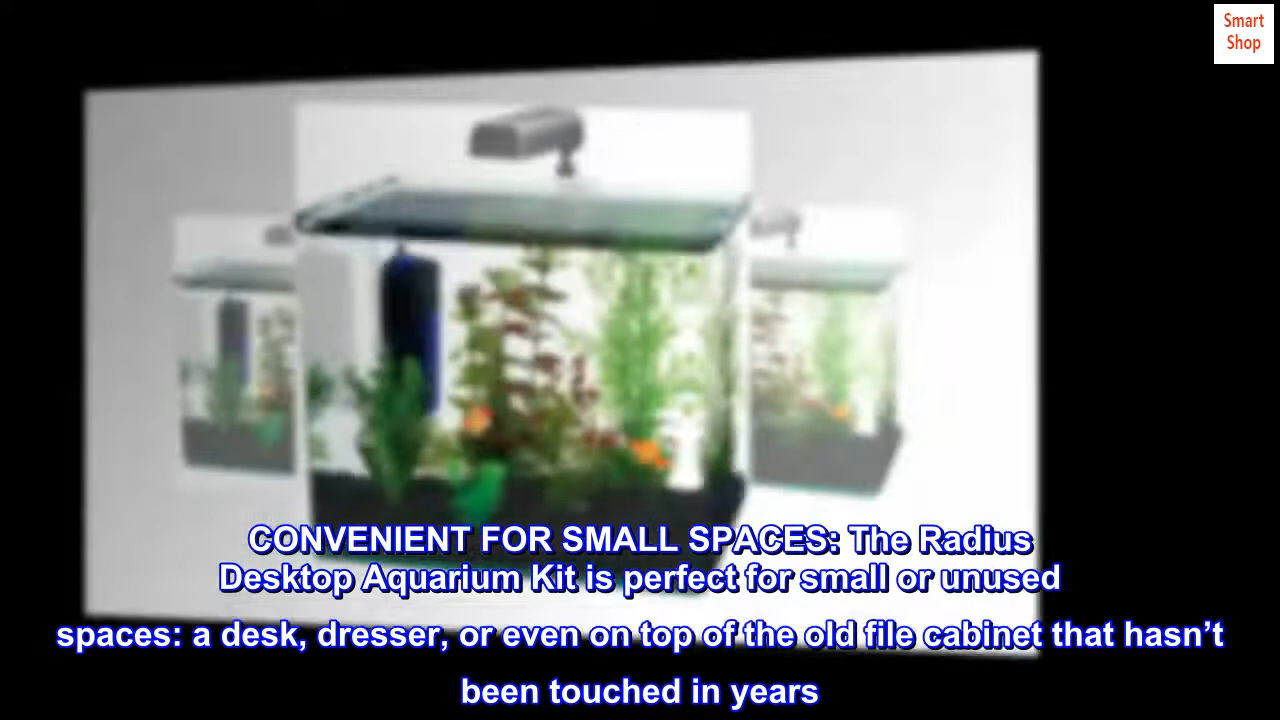 Smart
Shop
CONVENIENT FOR SMALL SPACES: The Radius
Desktop Aquarium Kit is perfect for small or unused
spaces: a desk, dresser, or even on top of the old file cabinet that hasn’t
been touched in years